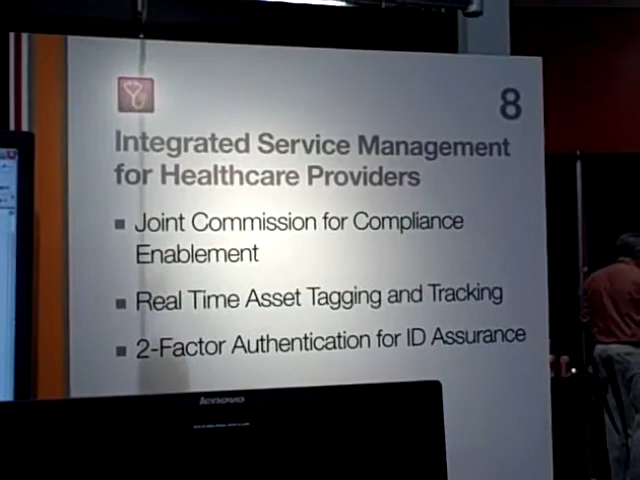 8
Integrated Service Management
for Healthcare Providers
■ Joint Commission for Compliance
Enablement
■ Real Time Asset Tagging and Tracking
■ 2-Factor Authentication for ID Assurance
lenovo